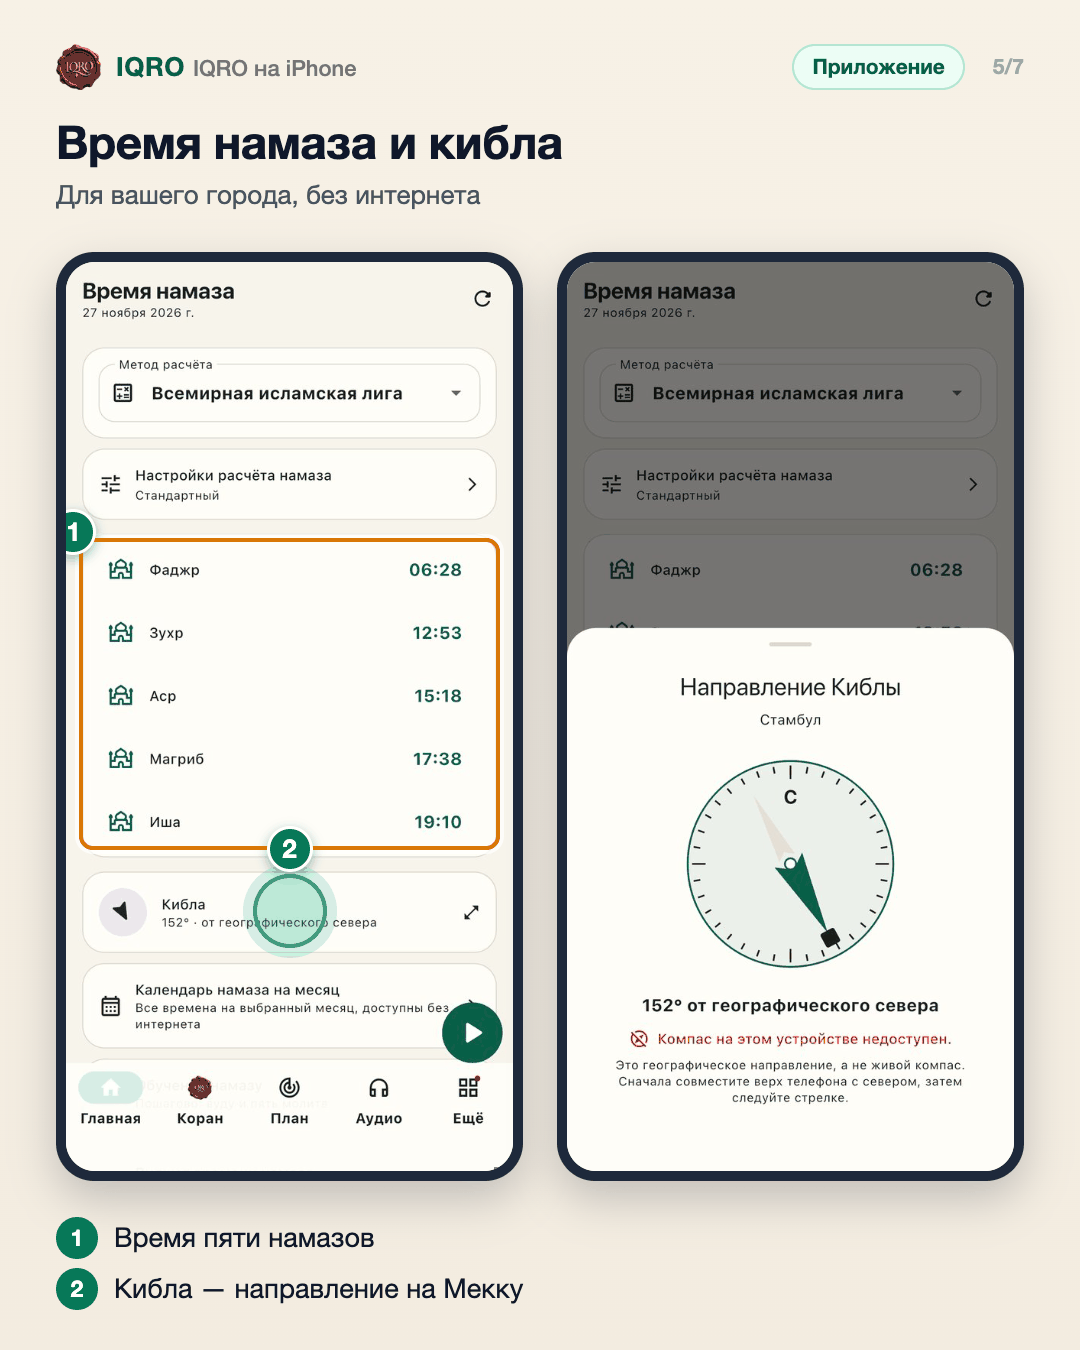 IQRO IQRO на iPhone
Приложение 5/7
Время намаза и кибла
Для вашего города, без интернета
Время намаза
27 ноября 2026 г.
Метод расчёта
Всемирная исламская лига
Настройки расчёта намаза
Стандартный
1
Фаджр 06:28
Зухр 12:53
Аср 15:18
Магриб 17:38
Иша 19:10
2
Кибла
152° · от географического севера
Календарь намаза на месяц
Все времена на выбранный месяц, доступны без
интернета
Главная Коран План Аудио Ещё
Время намаза
27 ноября 2026 г.
Метод расчёта
Всемирная исламская лига
Настройки расчёта намаза
Стандартный
Фаджр 06:28
Направление Киблы
Стамбул
С
152° от географического севера
Компас на этом устройстве недоступен.
Это географическое направление, а не живой компас.
Сначала совместите верх телефона с севером, затем
следуйте стрелке.
1 Время пяти намазов
2 Кибла — направление на Мекку